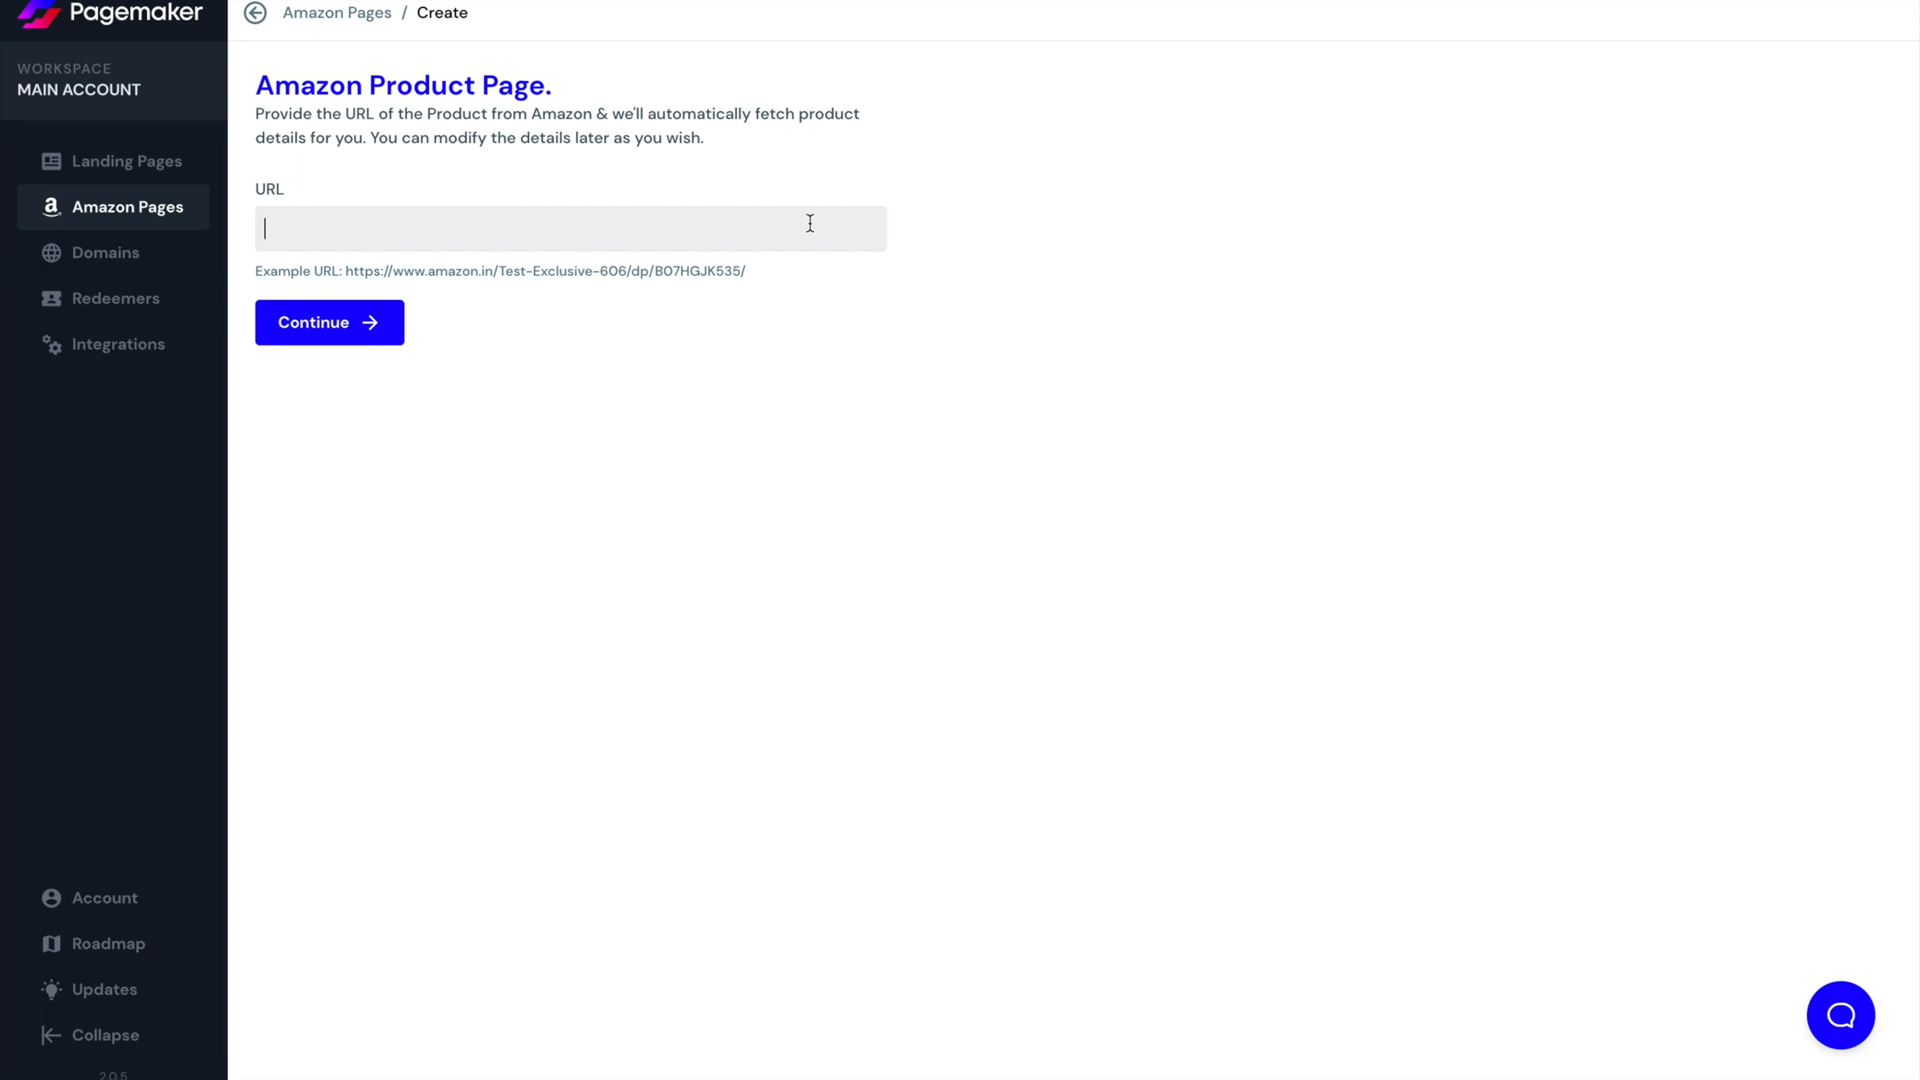 Pagemaker
WORKSPACE
MAIN ACCOUNT
Landing Pages
Amazon Pages
Domains
Redeemers
Integrations
Account
Roadmap
Updates
Collapse
2.0.5
Amazon Pages / Create
Amazon Product Page.
Provide the URL of the Product from Amazon & we'll automatically fetch product
details for you. You can modify the details later as you wish.
URL
Example URL: https://www.amazon.in/Test-Exclusive-606/dp/B07HGJK535/
Continue